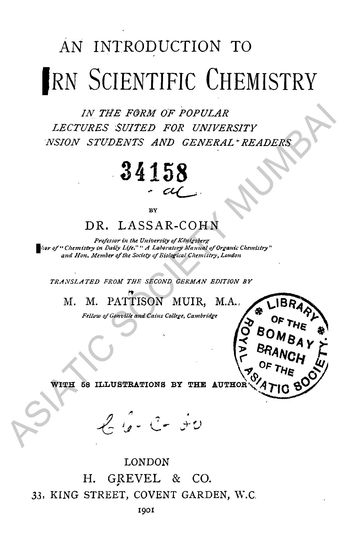 AN INTRODUCTION TO
RN SCIENTIFIC CHEMISTRY
IN THE FORM OF POPULAR
LECTURES SUITED FOR UNIVERSITY
NSION STUDENTS AND GENERAL READERS
34158
BY
DR. LASSAR-COHN
Professor in the University of Königsberg
or of "Chemistry in Daily Life." "A Laboratory Manual of Organic Chemistry"
and Hon. Member of the Society of Biological Chemistry, London
TRANSLATED FROM THE SECOND GERMAN EDITION BY
M. M. PATTISON MUIR, M.A.
Fellow of Gonville and Caius College, Cambridge
LIBRARY
OF THE
BOMBAY
BRANCH
OF THE
ROYAL ASIATIC SOCIETY.
WITH 58 ILLUSTRATIONS BY THE AUTHOR
LONDON
H. GREVEL & CO.
33, KING STREET, COVENT GARDEN, W.C.
1901
ASIATIC SOCIETY MUMBAI